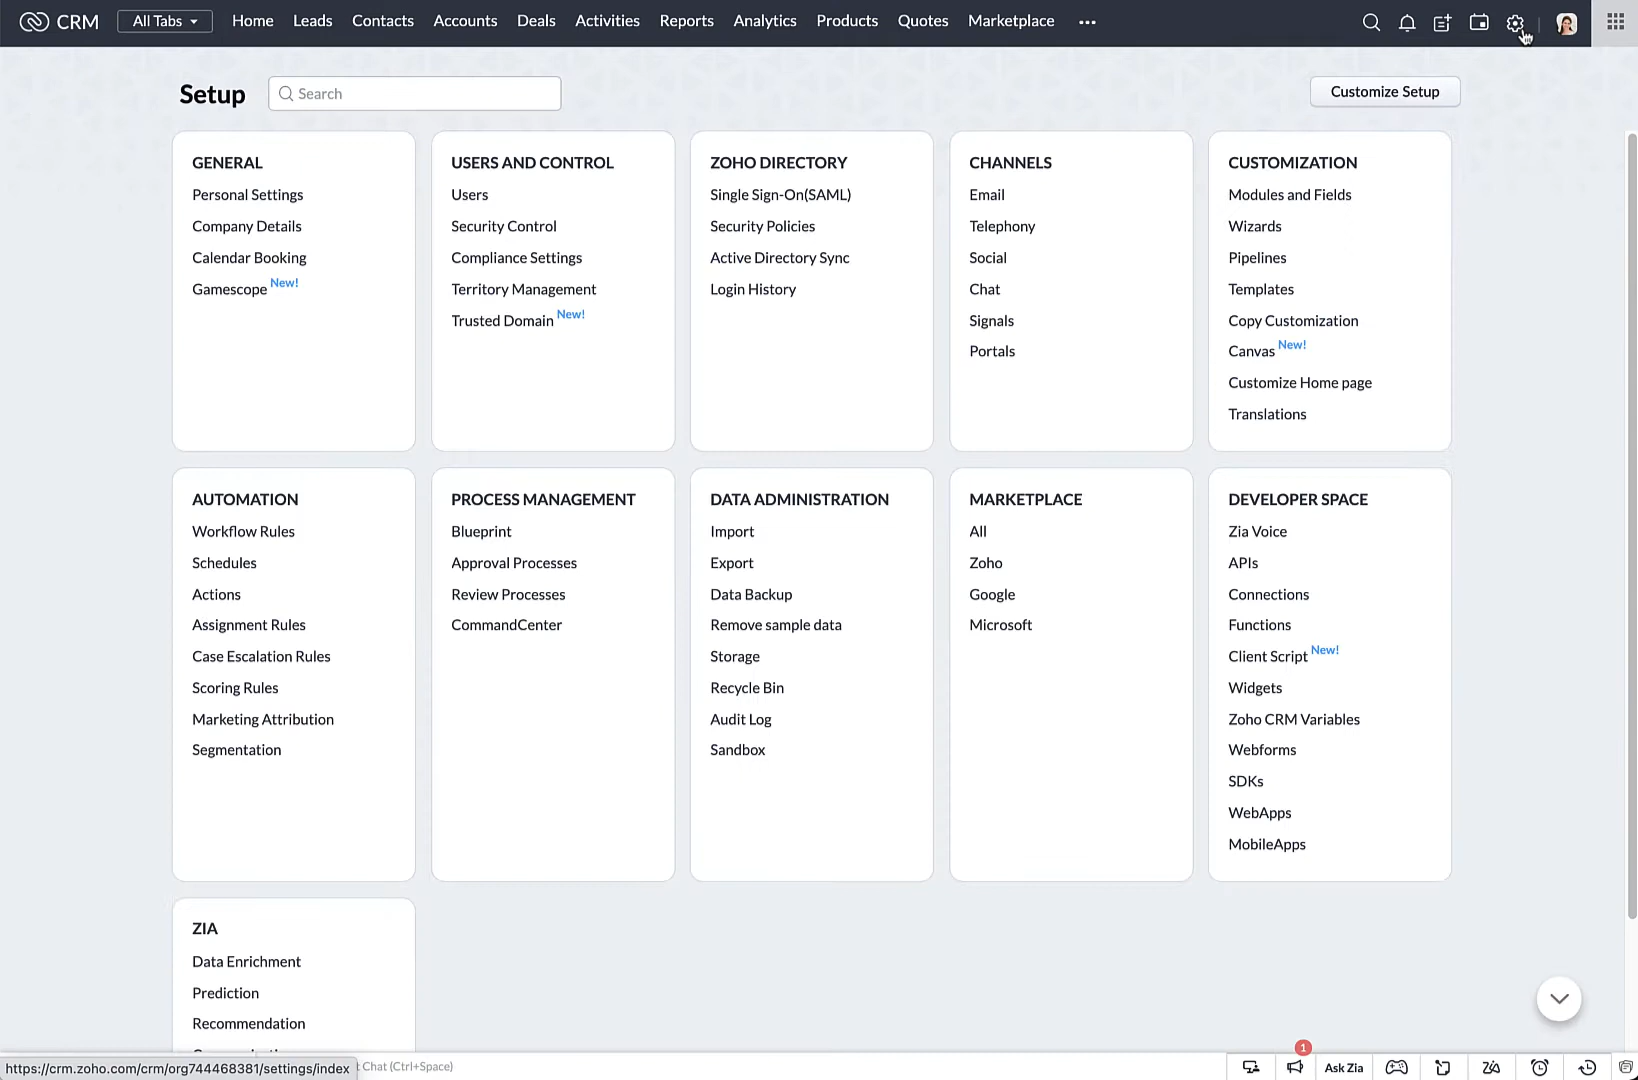 CRM All Tabs Home Leads Contacts Accounts Deals Activities Reports Analytics Products Quotes Marketplace •••
Setup Search Customize Setup
GENERAL
Personal Settings
Company Details
Calendar Booking
Gamescope New!
USERS AND CONTROL
Users
Security Control
Compliance Settings
Territory Management
Trusted Domain New!
ZOHO DIRECTORY
Single Sign-On(SAML)
Security Policies
Active Directory Sync
Login History
CHANNELS
Email
Telephony
Social
Chat
Signals
Portals
CUSTOMIZATION
Modules and Fields
Wizards
Pipelines
Templates
Copy Customization
Canvas New!
Customize Home page
Translations
AUTOMATION
Workflow Rules
Schedules
Actions
Assignment Rules
Case Escalation Rules
Scoring Rules
Marketing Attribution
Segmentation
PROCESS MANAGEMENT
Blueprint
Approval Processes
Review Processes
CommandCenter
DATA ADMINISTRATION
Import
Export
Data Backup
Remove sample data
Storage
Recycle Bin
Audit Log
Sandbox
MARKETPLACE
All
Zoho
Google
Microsoft
DEVELOPER SPACE
Zia Voice
APIs
Connections
Functions
Client Script New!
Widgets
Zoho CRM Variables
Webforms
SDKs
WebApps
MobileApps
ZIA
Data Enrichment
Prediction
Recommendation
https://crm.zoho.com/crm/org744468381/settings/index Chat (Ctrl+Space) 1 Ask Zia